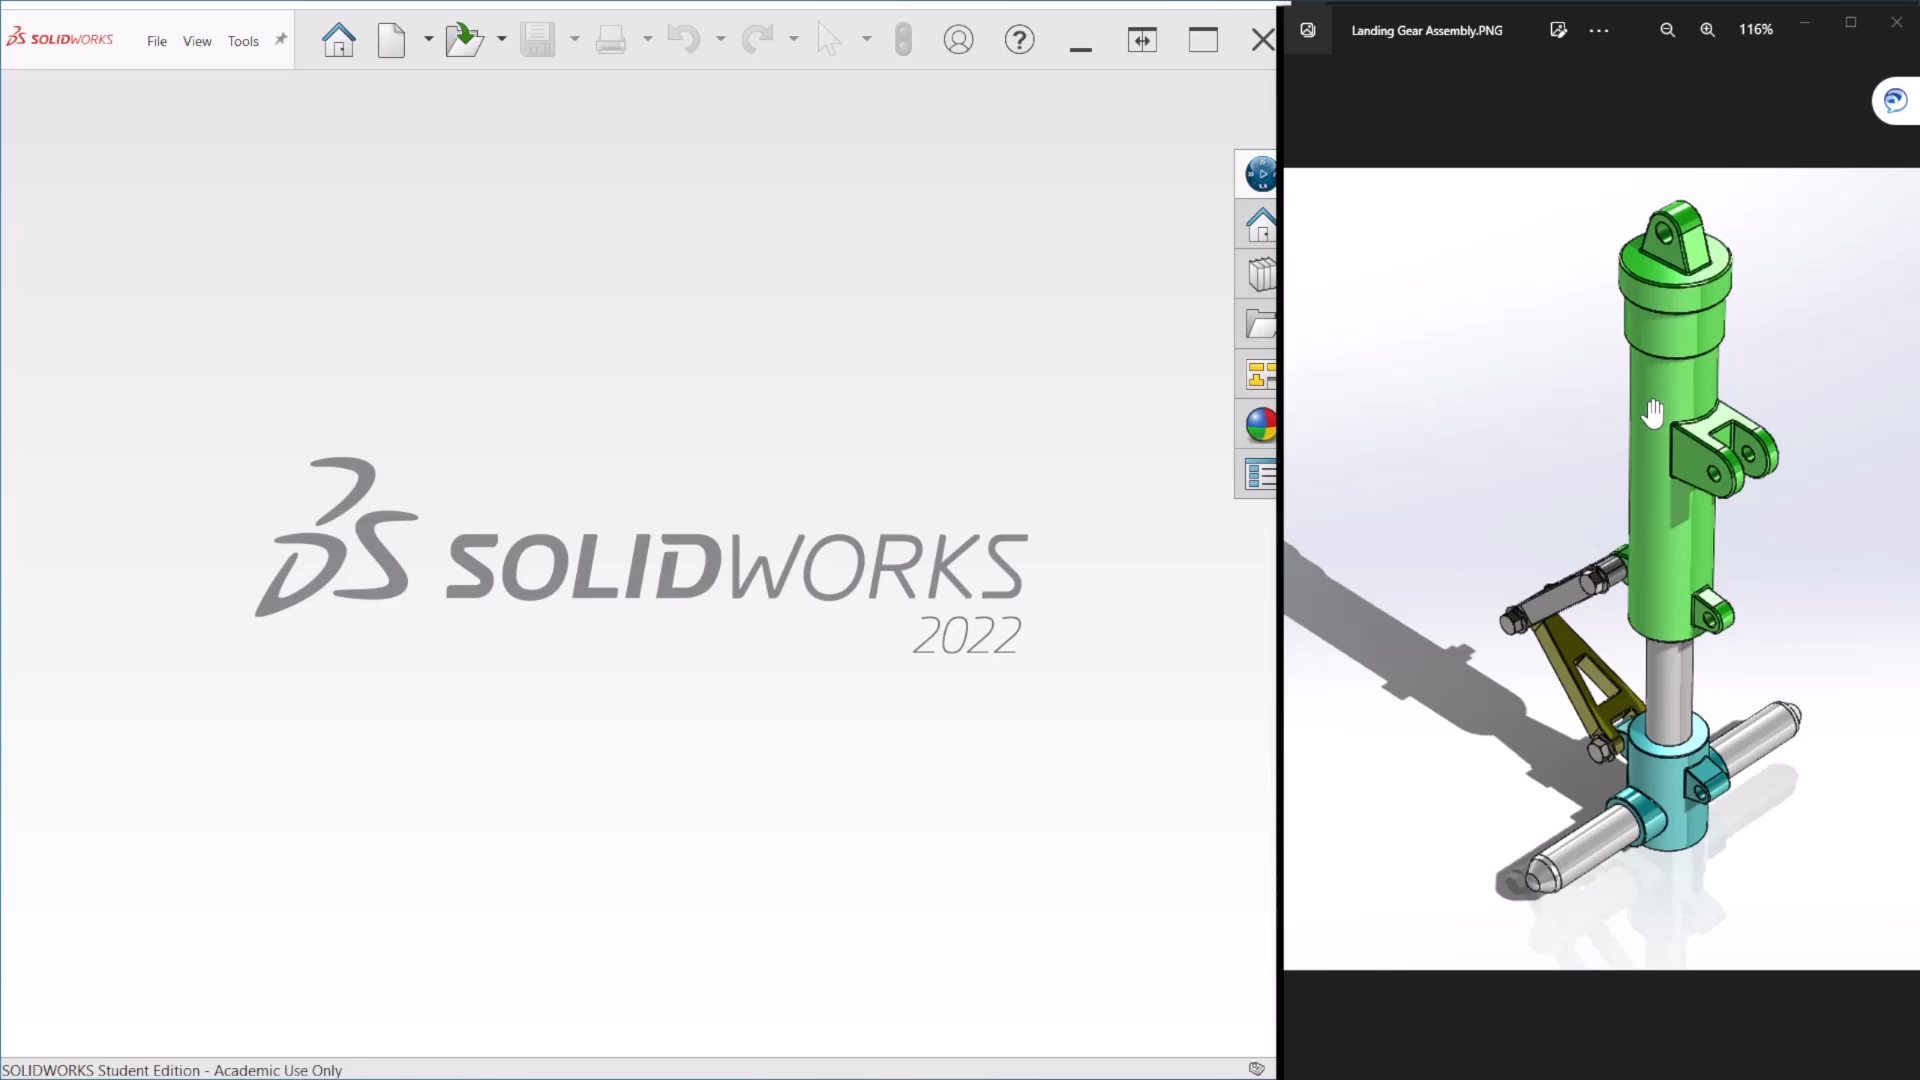 SOLIDWORKS
File View Tools
Landing Gear Assembly.PNG
116%
SOLIDWORKS
2022
SOLIDWORKS Student Edition - Academic Use Only